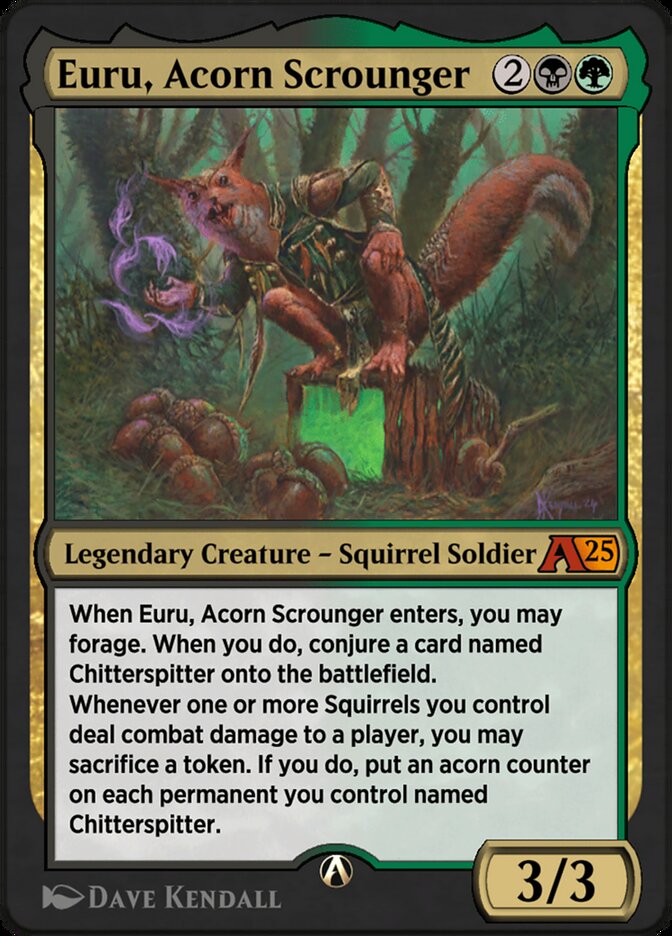 Euru, Acorn Scrounger 2
Legendary Creature – Squirrel Soldier A25
When Euru, Acorn Scrounger enters, you may
forage. When you do, conjure a card named
Chitterspitter onto the battlefield.
Whenever one or more Squirrels you control
deal combat damage to a player, you may
sacrifice a token. If you do, put an acorn counter
on each permanent you control named
Chitterspitter.
3/3
Dave Kendall